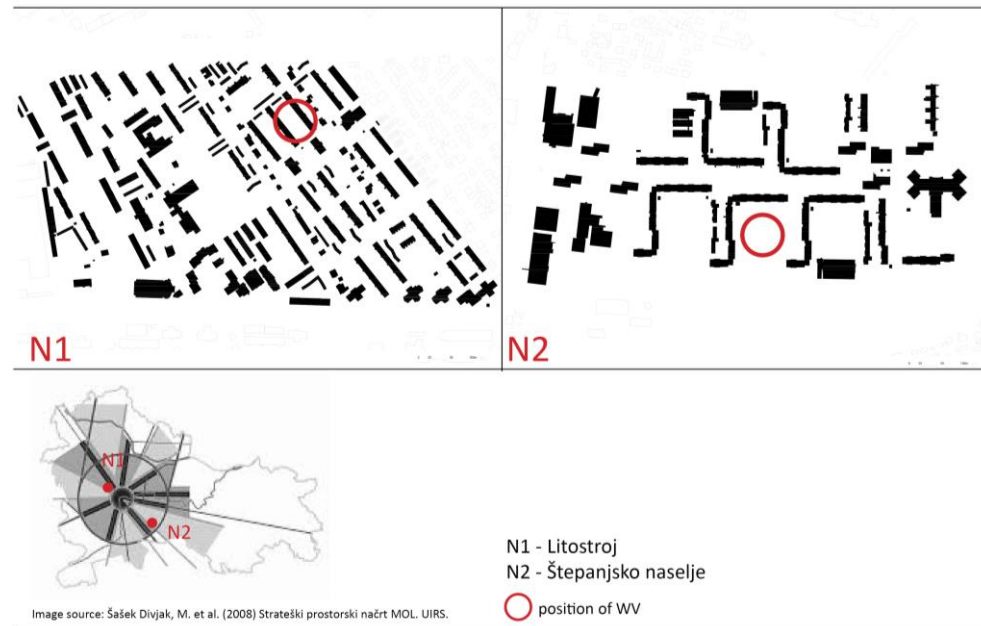 N1
N2
N1
N2
N1 - Litostroj
N2 - Štepanjsko naselje
position of WV
Image source: Šašek Divjak, M. et al. (2008) Strateški prostorski načrt MOL. UIRS.